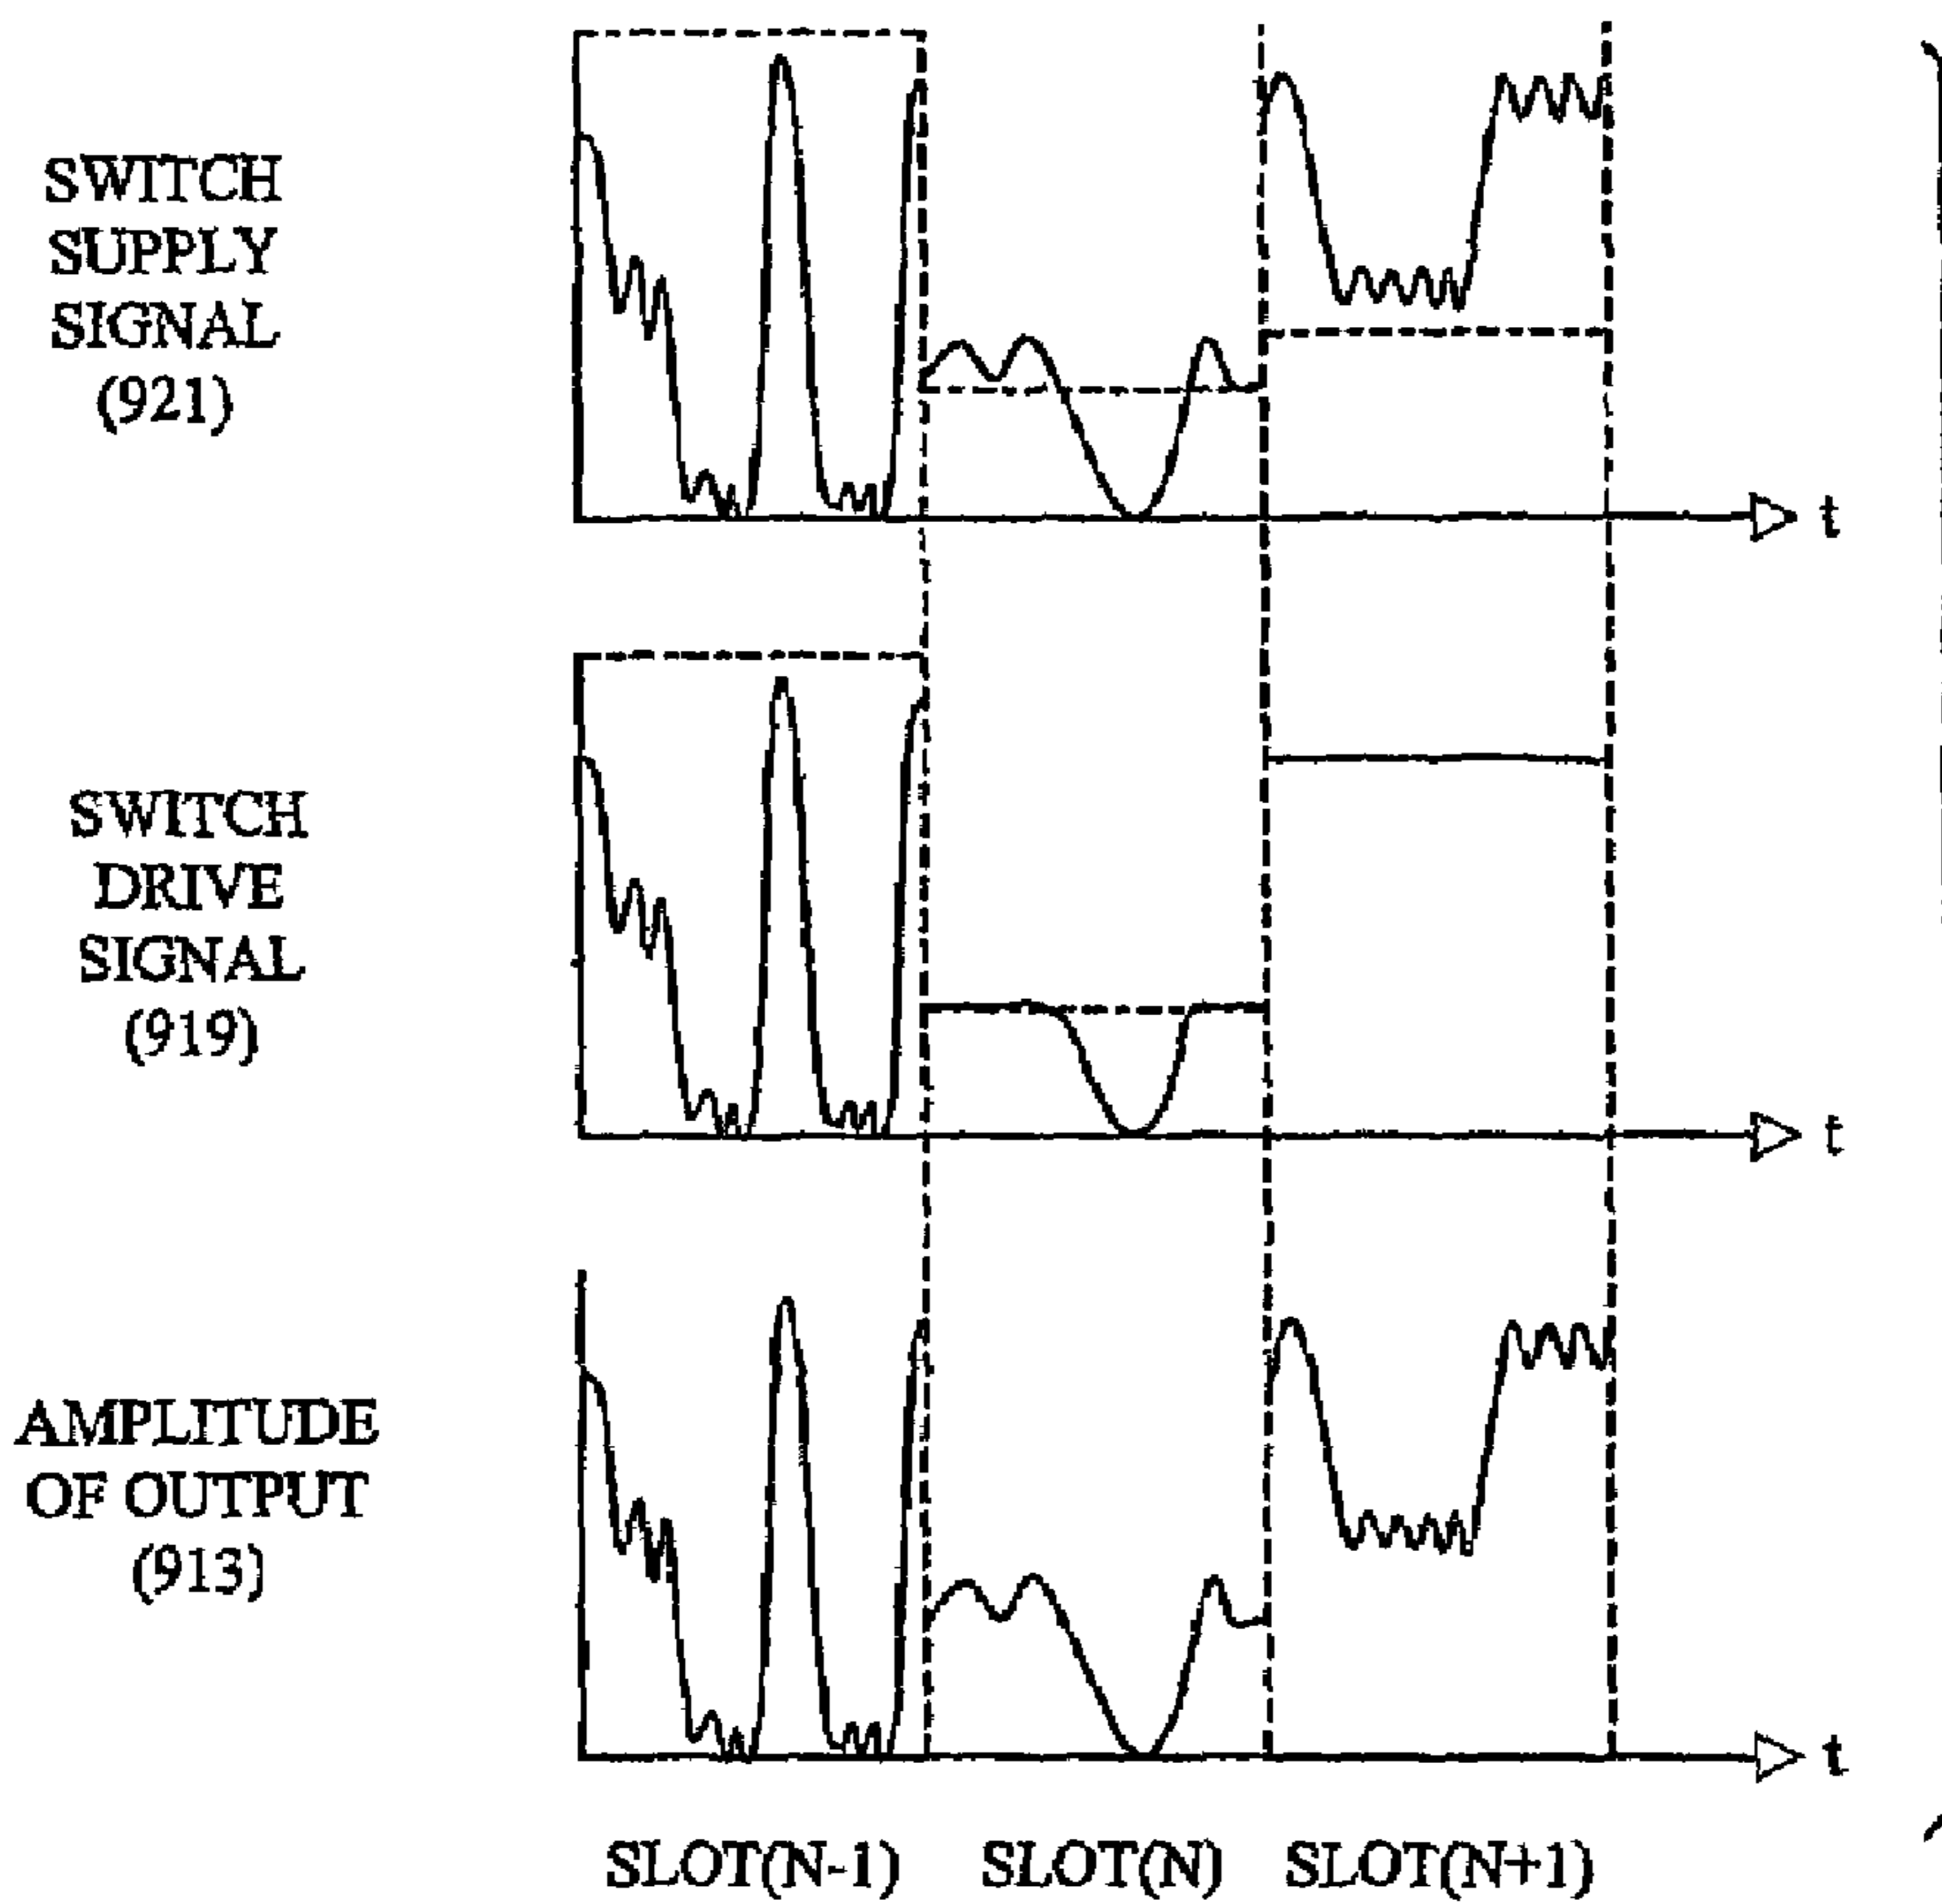 SWITCH
SUPPLY
SIGNAL
(921)
t
SWITCH
DRIVE
SIGNAL
(919)
t
AMPLITUDE
OF OUTPUT
(913)
t
SLOT(N-1) SLOT(N) SLOT(N+1)